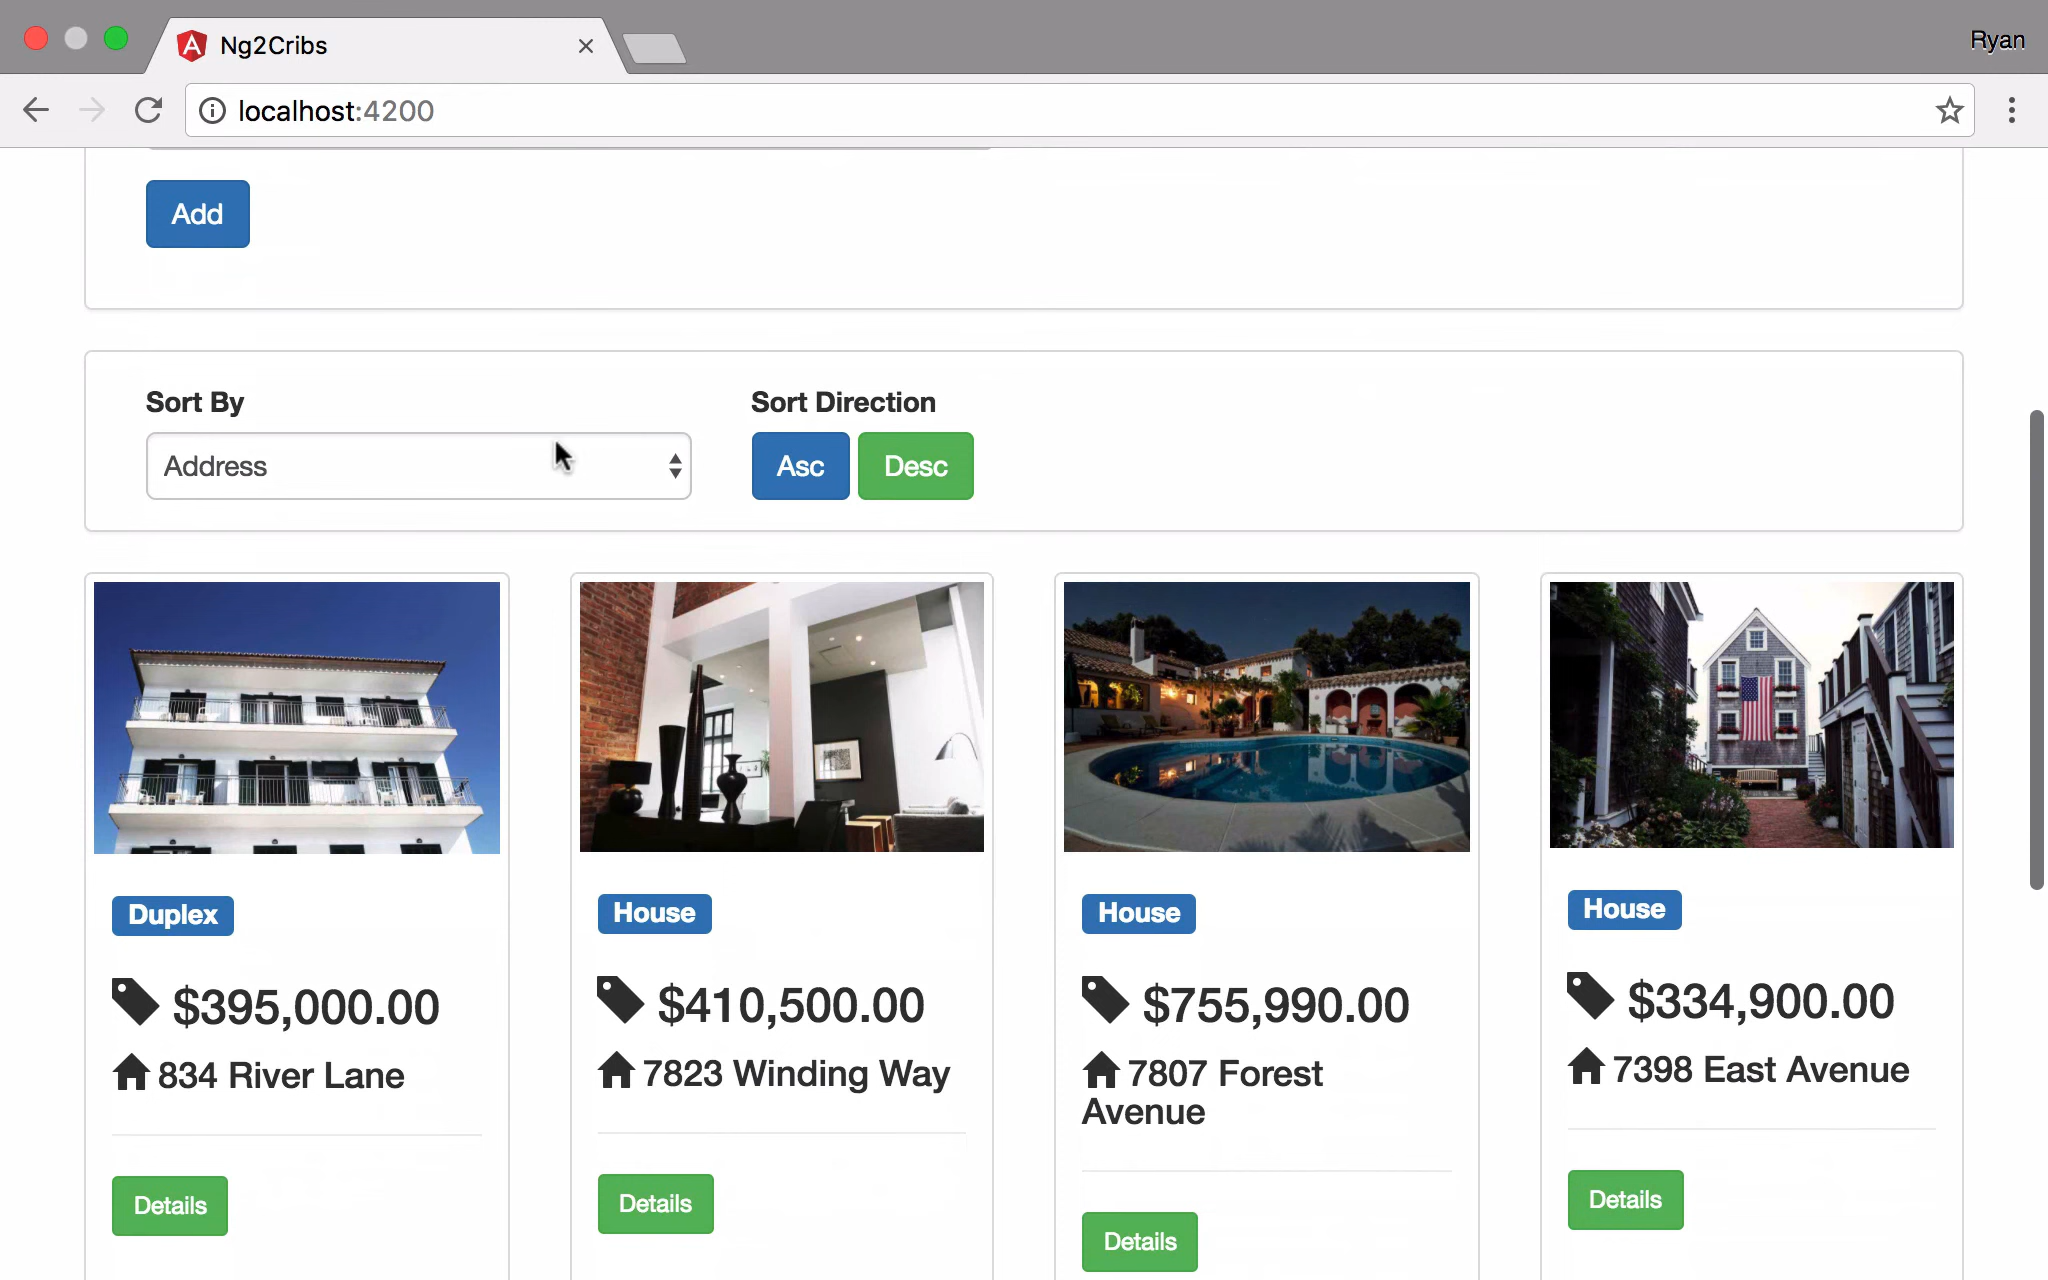 Ng2Cribs
Ryan
localhost:4200
Add
Sort By
Sort Direction
Address
Asc
Desc
Duplex
House
House
House
$395,000.00
$410,500.00
$755,990.00
$334,900.00
834 River Lane
7823 Winding Way
7807 Forest
Avenue
7398 East Avenue
Details
Details
Details
Details